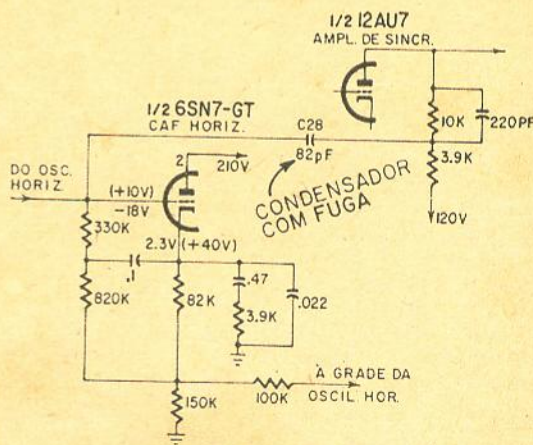 1/2 12AU7
AMPL. DE SINCR.
1/2 6SN7-GT
CAF HORIZ.
C28
82pF
10K
220PF
3.9K
120V
CONDENSADOR
COM FUGA
DO OSC.
HORIZ.
2
210V
(+10V)
-18V
330K
2.3V (+40V)
.1
820K
82K
.47
3.9K
.022
100K
À GRADE DA
OSCIL. HOR.
150K